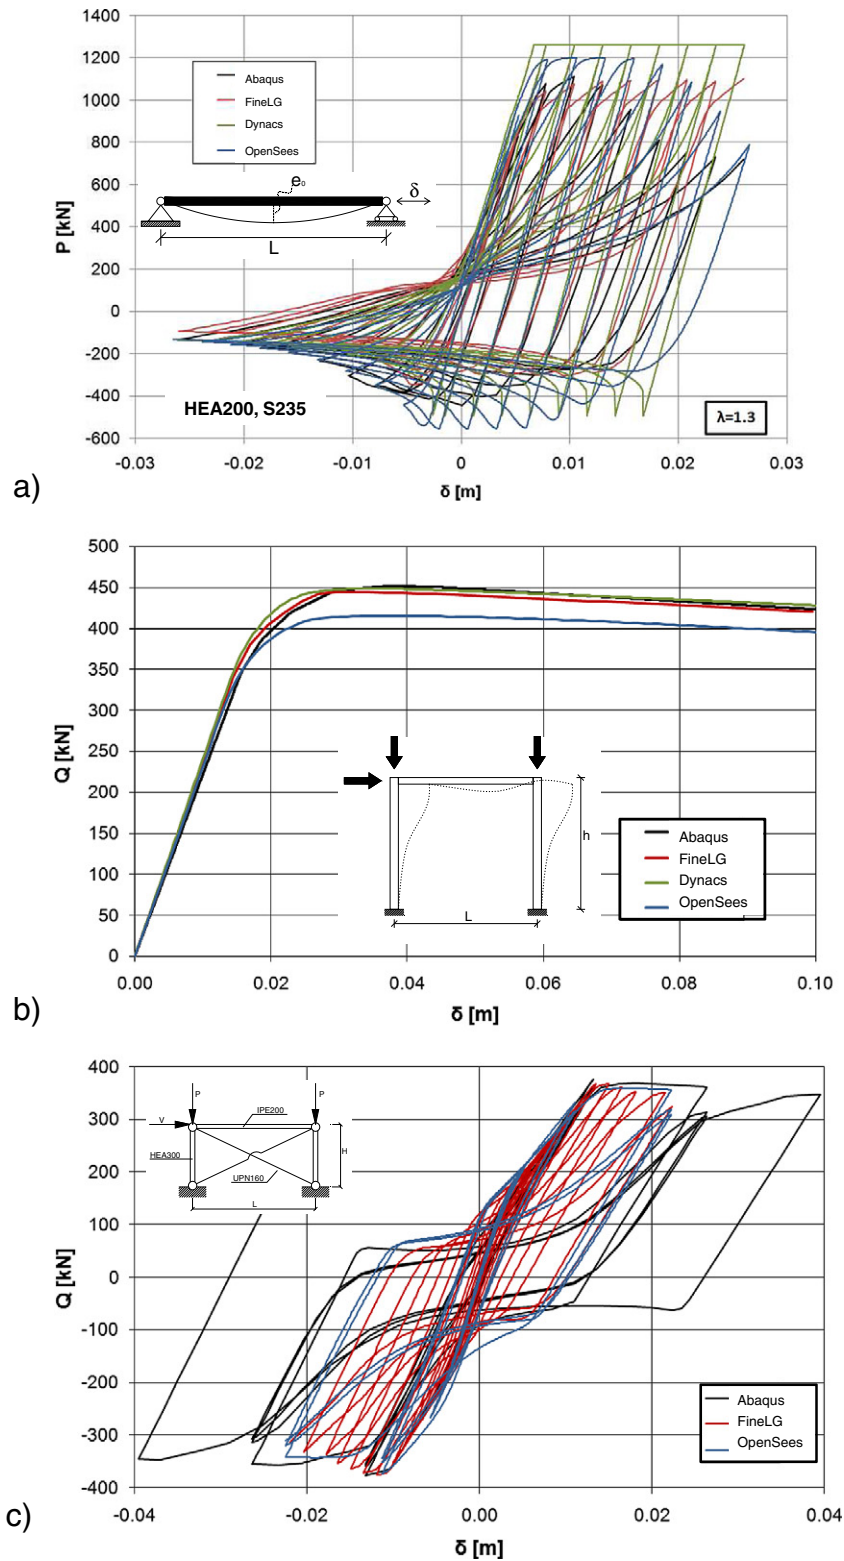 1400
1200
1000
800
600
400
200
0
-200
-400
-600
P [kN]
Abaqus
FineLG
Dynacs
OpenSees
e₀
δ
L
HEA200, S235
λ=1.3
-0.03 -0.02 -0.01 0 0.01 0.02 0.03
δ [m]
a)
500
450
400
350
300
250
200
150
100
50
0
Q [kN]
h
L
Abaqus
FineLG
Dynacs
OpenSees
0.00 0.02 0.04 0.06 0.08 0.10
δ [m]
b)
400
300
200
100
0
-100
-200
-300
-400
Q [kN]
P P
IPE200
V
HEA300
H
UPN160
L
Abaqus
FineLG
OpenSees
-0.04 -0.02 0.00 0.02 0.04
δ [m]
c)